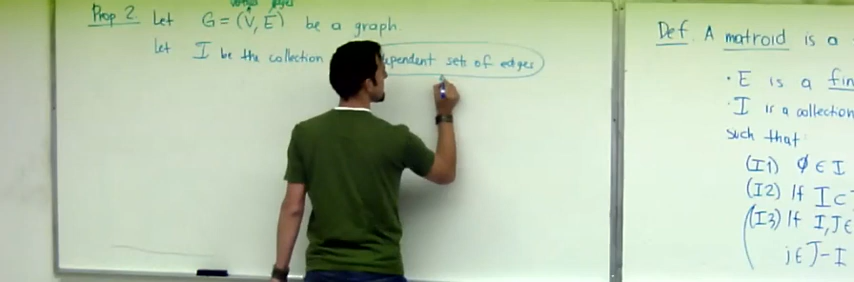 vertices edges
Prop 2. Let G = (V, E) be a graph.
Let I be the collection pendent sets of edges
Def. A matroid is a
· E is a fin
· I is a collection
such that:
(I1) ∅ ∈ I
(I2) If I ⊂
(I3) If I, J ∈
j ∈ J - I